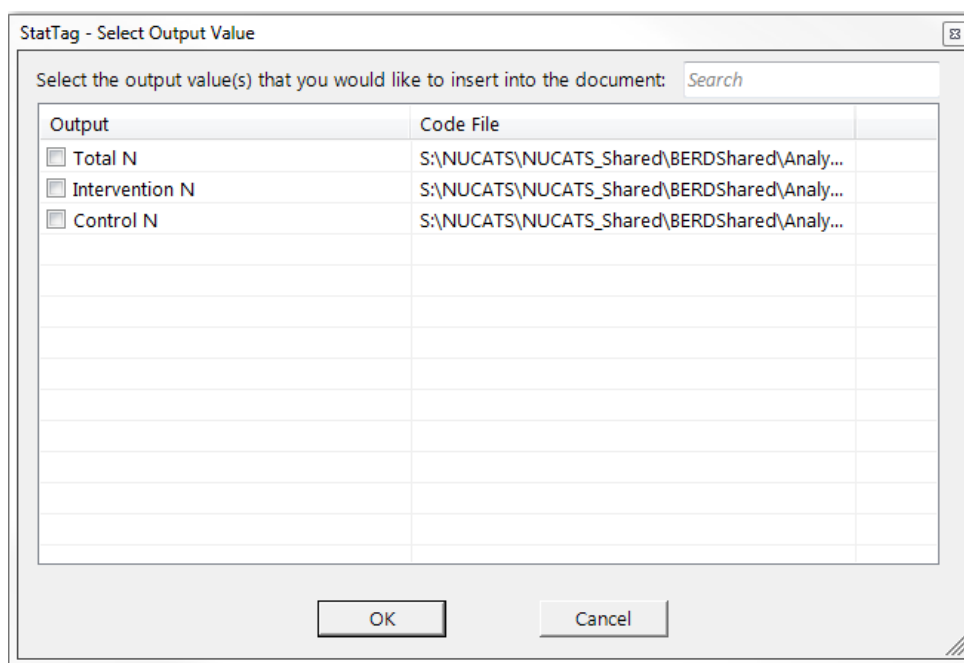 StatTag - Select Output Value
Select the output value(s) that you would like to insert into the document: Search
Output Code File
Total N S:\NUCATS\NUCATS_Shared\BERDShared\Analy...
Intervention N S:\NUCATS\NUCATS_Shared\BERDShared\Analy...
Control N S:\NUCATS\NUCATS_Shared\BERDShared\Analy...
OK Cancel